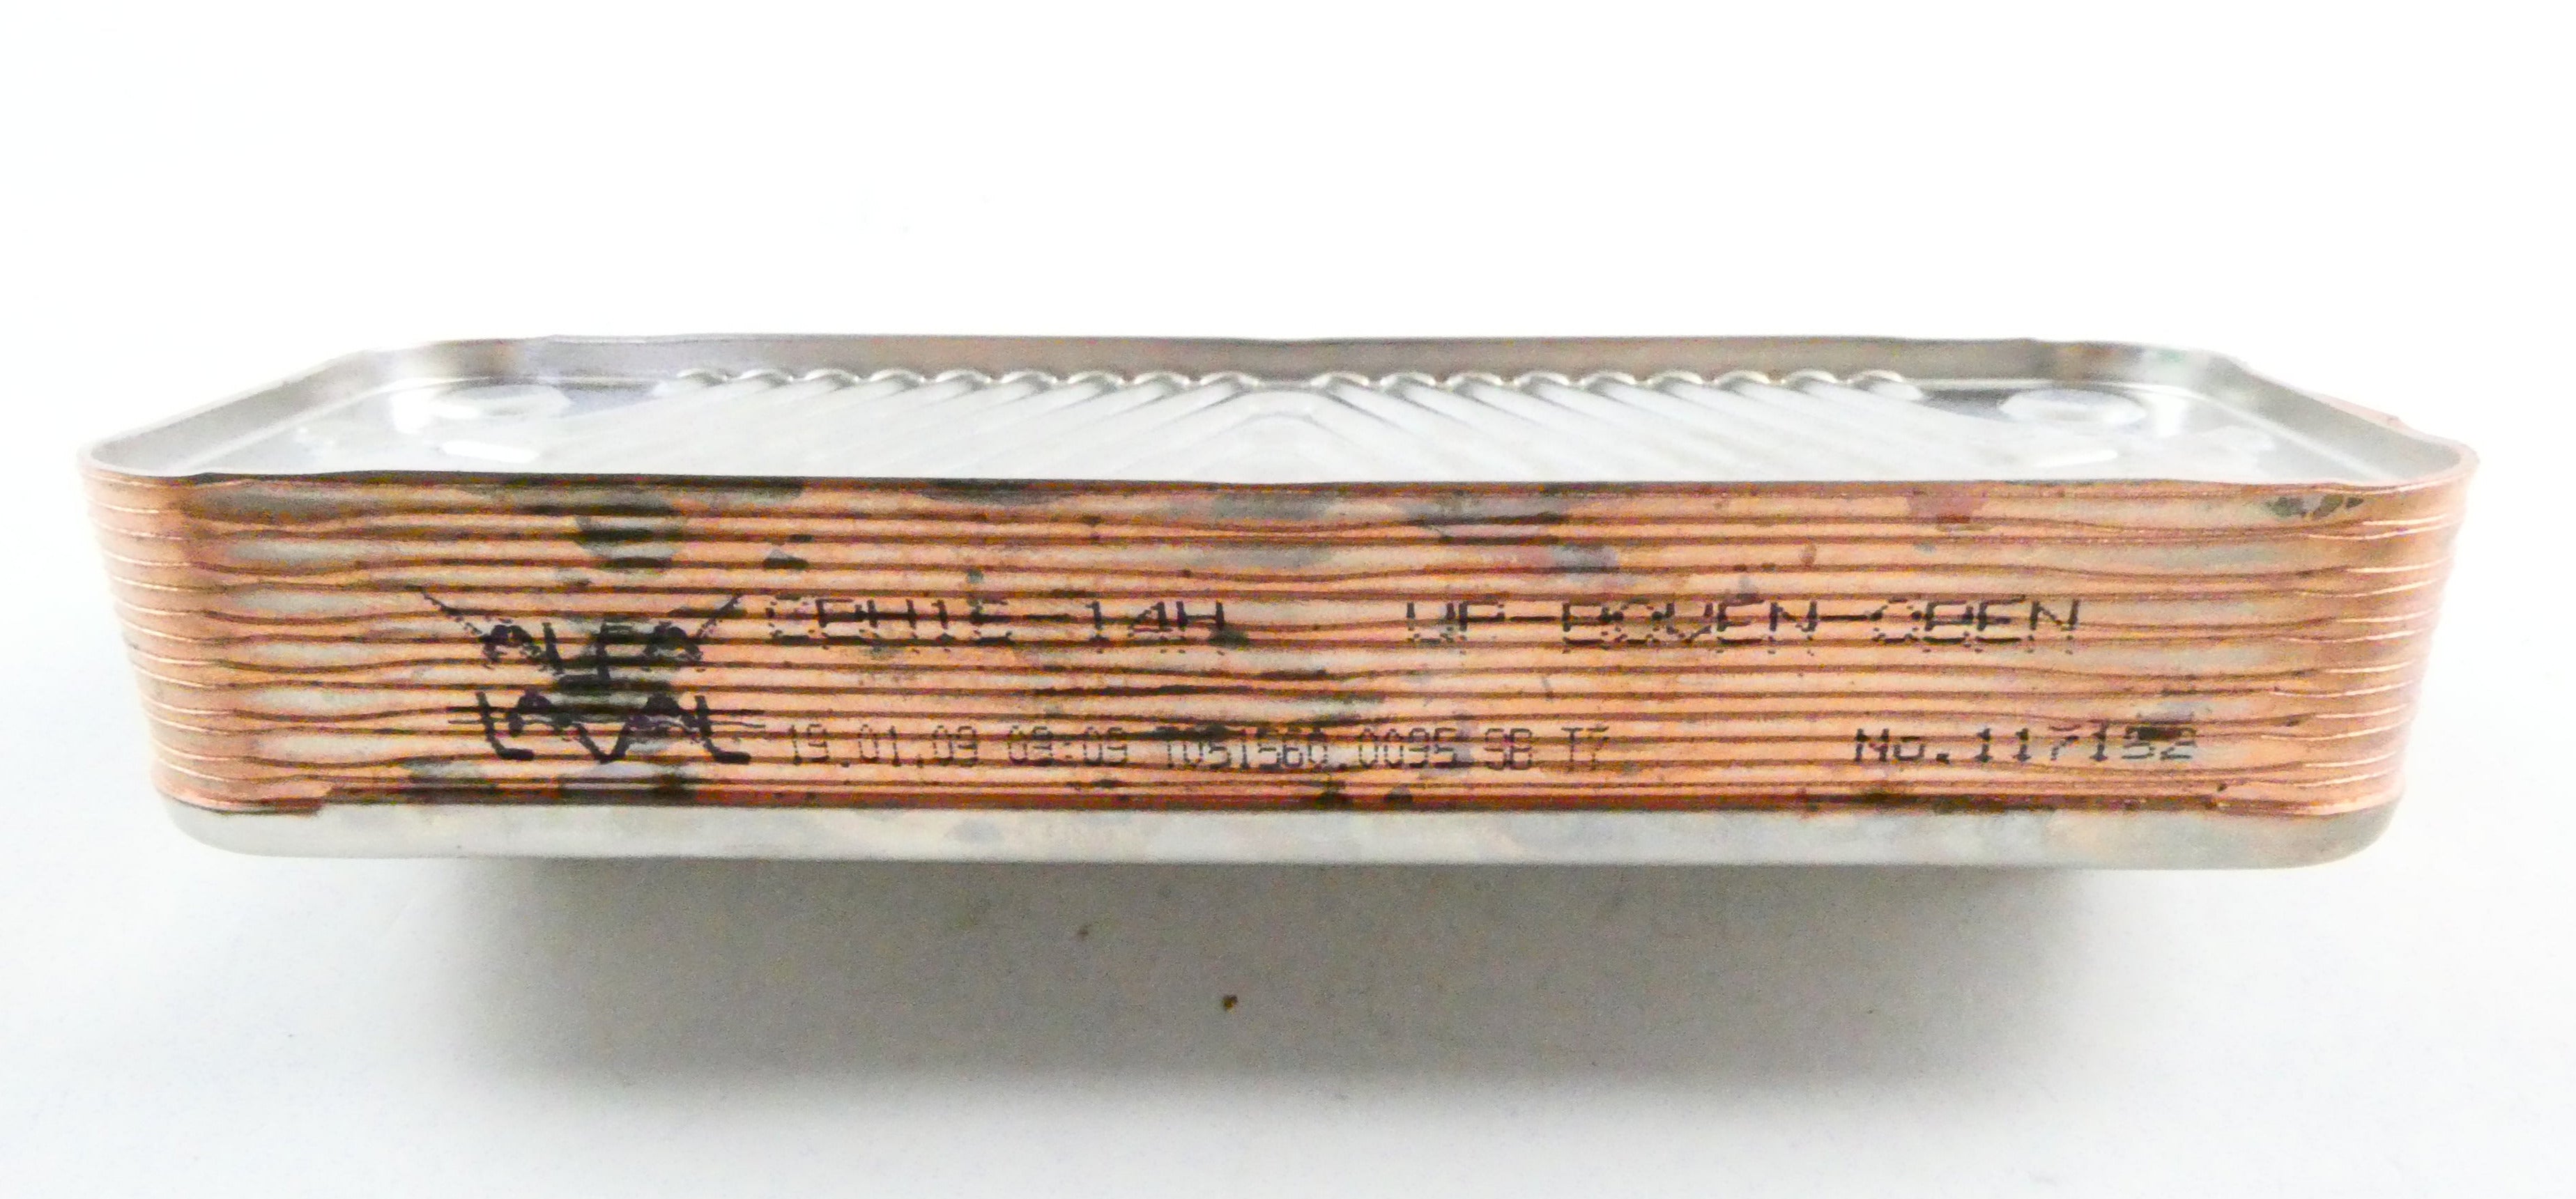 ALFA
LAVAL
CBH16-14H UP-BOVEN-OBEN
19.01.09 09:09 T051560.0095 SB T7 No.117152